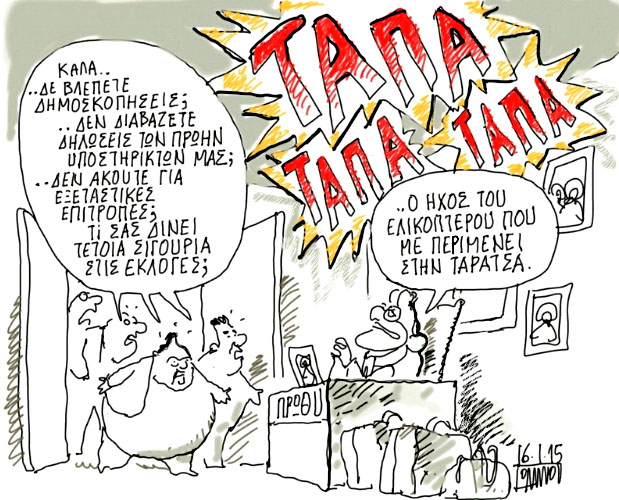 ΚΑΛΑ..
..ΔΕ ΒΛΕΠΕΤΕ
ΔΗΜΟΣΚΟΠΗΣΕΙΣ;
..ΔΕΝ ΔΙΑΒΑΖΕΤΕ
ΔΗΛΩΣΕΙΣ ΤΩΝ ΠΡΩΗΝ
ΥΠΟΣΤΗΡΙΚΤΩΝ ΜΑΣ;
..ΔΕΝ ΑΚΟΥΤΕ ΓΙΑ
ΕΞΕΤΑΣΤΙΚΕΣ
ΕΠΙΤΡΟΠΕΣ;
ΤΙ ΣΑΣ ΔΙΝΕΙ
ΤΕΤΟΙΑ ΣΙΓΟΥΡΙΑ
ΣΤΙΣ ΕΚΛΟΓΕΣ;
ΤΑΠΑ
ΤΑΠΑ
ΤΑΠΑ
..Ο ΗΧΟΣ ΤΟΥ
ΕΛΙΚΟΠΤΕΡΟΥ ΠΟΥ
ΜΕ ΠΕΡΙΜΕΝΕΙ
ΣΤΗΝ ΤΑΡΑΤΣΑ.
ΠΡΩΘΥ
16.1.15